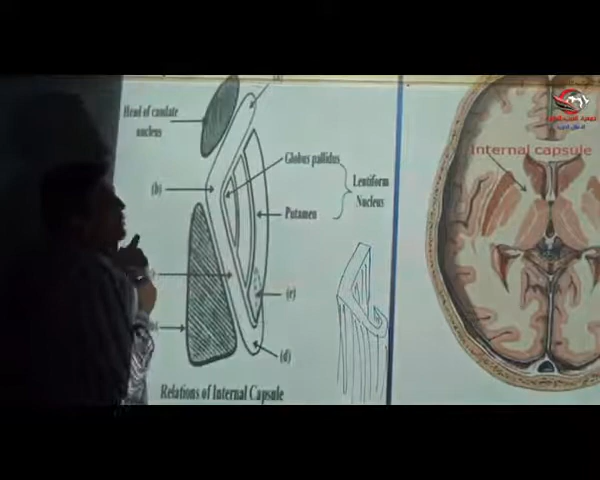 Head of caudate
nucleus
Globus pallidus
(b)
Lentiform
Nucleus
Putamen
(e)
(d)
Relations of Internal Capsule
Internal capsule